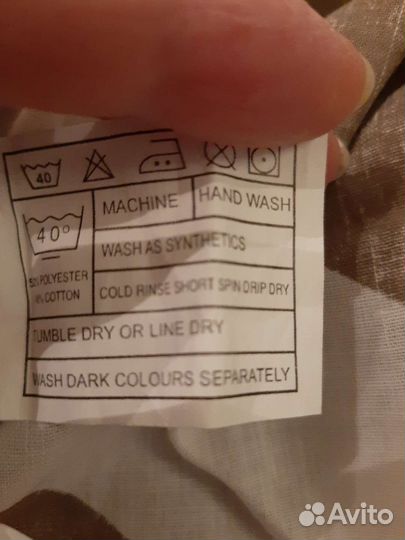 40
MACHINE HAND WASH
40°
WASH AS SYNTHETICS
POLYESTER
COTTON
COLD RINSE SHORT SPIN DRIP DRY
TUMBLE DRY OR LINE DRY
WASH DARK COLOURS SEPARATELY
Avito